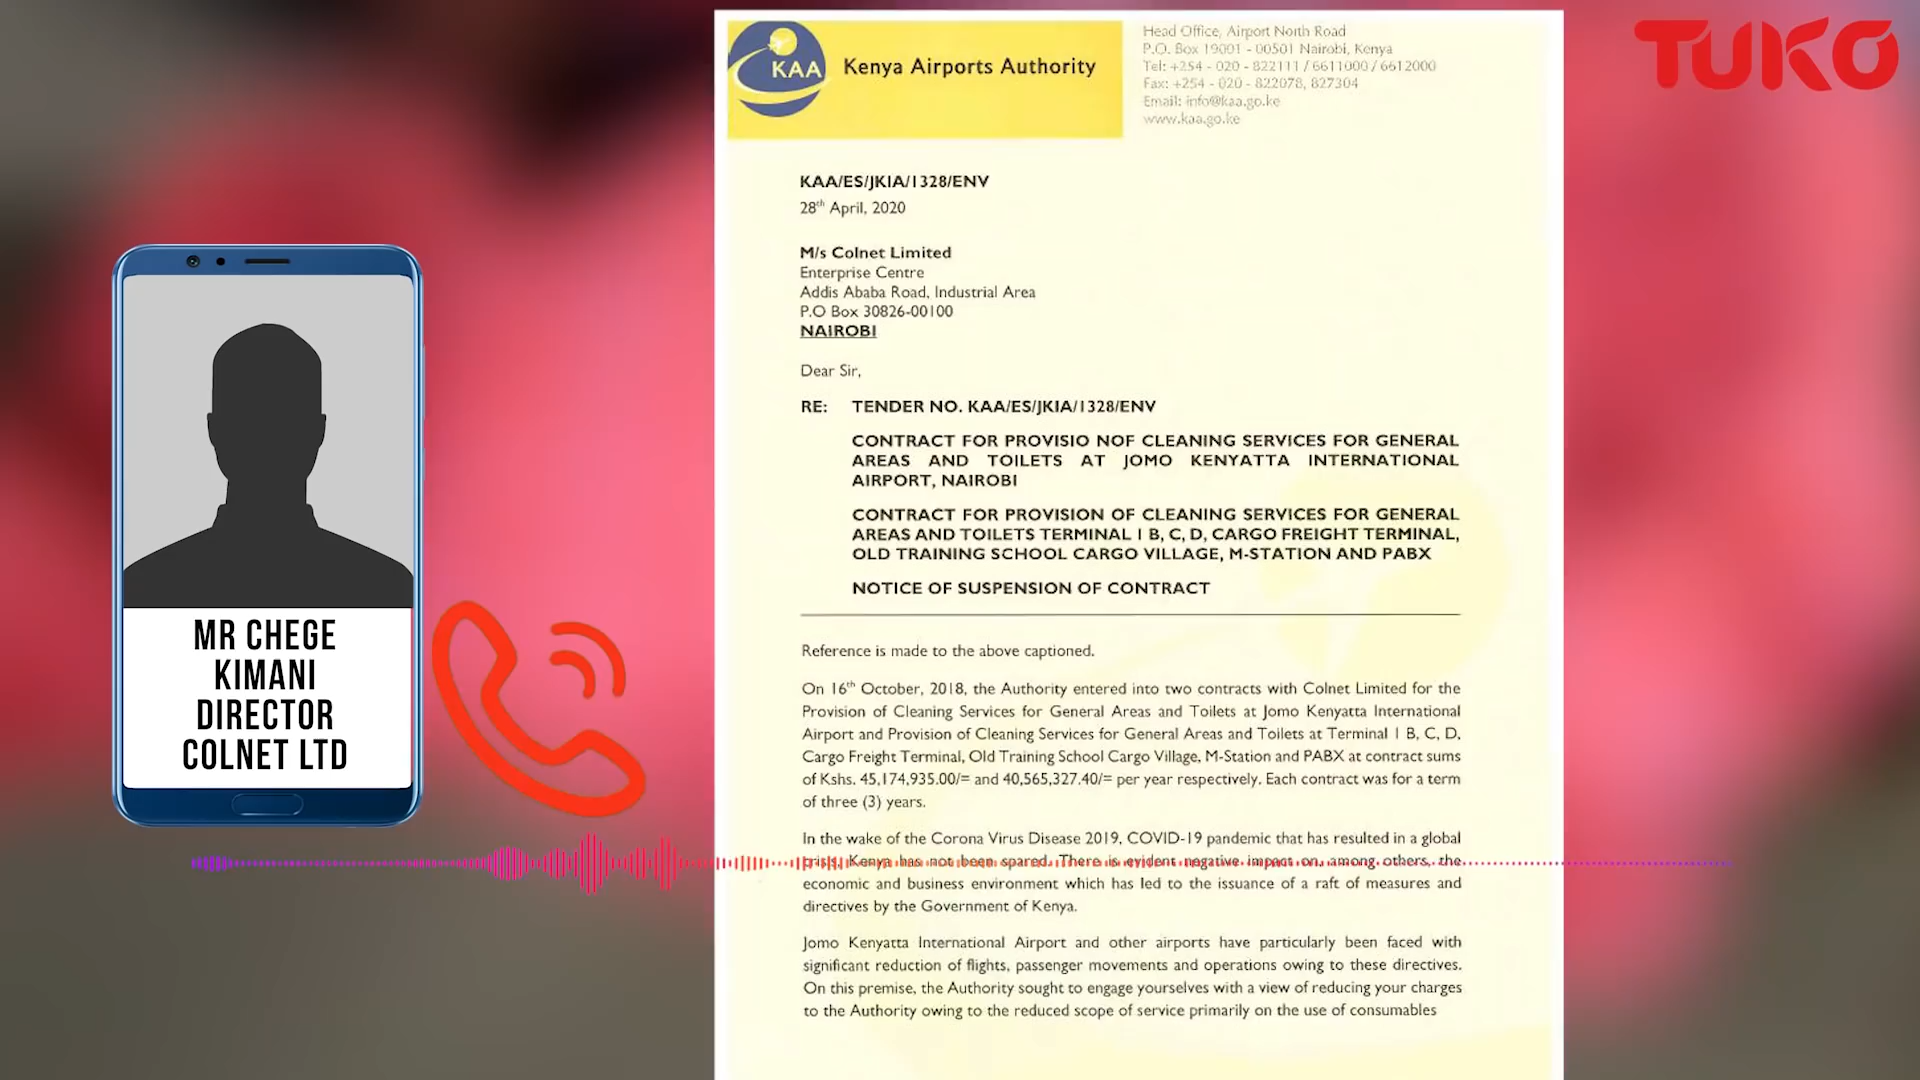 KAA
Kenya Airports Authority
Head Office, Airport North Road
P.O. Box 19001 - 00501 Nairobi, Kenya
Tel: +254 - 020 - 822111 / 6611000 / 6612000
Fax: +254 - 020 - 822078, 827304
Email: info@kaa.go.ke
www.kaa.go.ke
TUKO
KAA/ES/JKIA/1328/ENV
28th April, 2020
M/s Colnet Limited
Enterprise Centre
Addis Ababa Road, Industrial Area
P.O Box 30826-00100
NAIROBI
Dear Sir,
RE: TENDER NO. KAA/ES/JKIA/1328/ENV
CONTRACT FOR PROVISIO NOF CLEANING SERVICES FOR GENERAL
AREAS AND TOILETS AT JOMO KENYATTA INTERNATIONAL
AIRPORT, NAIROBI
CONTRACT FOR PROVISION OF CLEANING SERVICES FOR GENERAL
AREAS AND TOILETS TERMINAL 1 B, C, D, CARGO FREIGHT TERMINAL,
OLD TRAINING SCHOOL CARGO VILLAGE, M-STATION AND PABX
NOTICE OF SUSPENSION OF CONTRACT
Reference is made to the above captioned.
On 16th October, 2018, the Authority entered into two contracts with Colnet Limited for the
Provision of Cleaning Services for General Areas and Toilets at Jomo Kenyatta International
Airport and Provision of Cleaning Services for General Areas and Toilets at Terminal 1 B, C, D,
Cargo Freight Terminal, Old Training School Cargo Village, M-Station and PABX at contract sums
of Kshs. 45,174,935.00/= and 40,565,327.40/= per year respectively. Each contract was for a term
of three (3) years.
In the wake of the Corona Virus Disease 2019, COVID-19 pandemic that has resulted in a global
crisis, Kenya has not been spared. There is evident negative impact on, among others, the
economic and business environment which has led to the issuance of a raft of measures and
directives by the Government of Kenya.
Jomo Kenyatta International Airport and other airports have particularly been faced with
significant reduction of flights, passenger movements and operations owing to these directives.
On this premise, the Authority sought to engage yourselves with a view of reducing your charges
to the Authority owing to the reduced scope of service primarily on the use of consumables
MR CHEGE
KIMANI
DIRECTOR
COLNET LTD